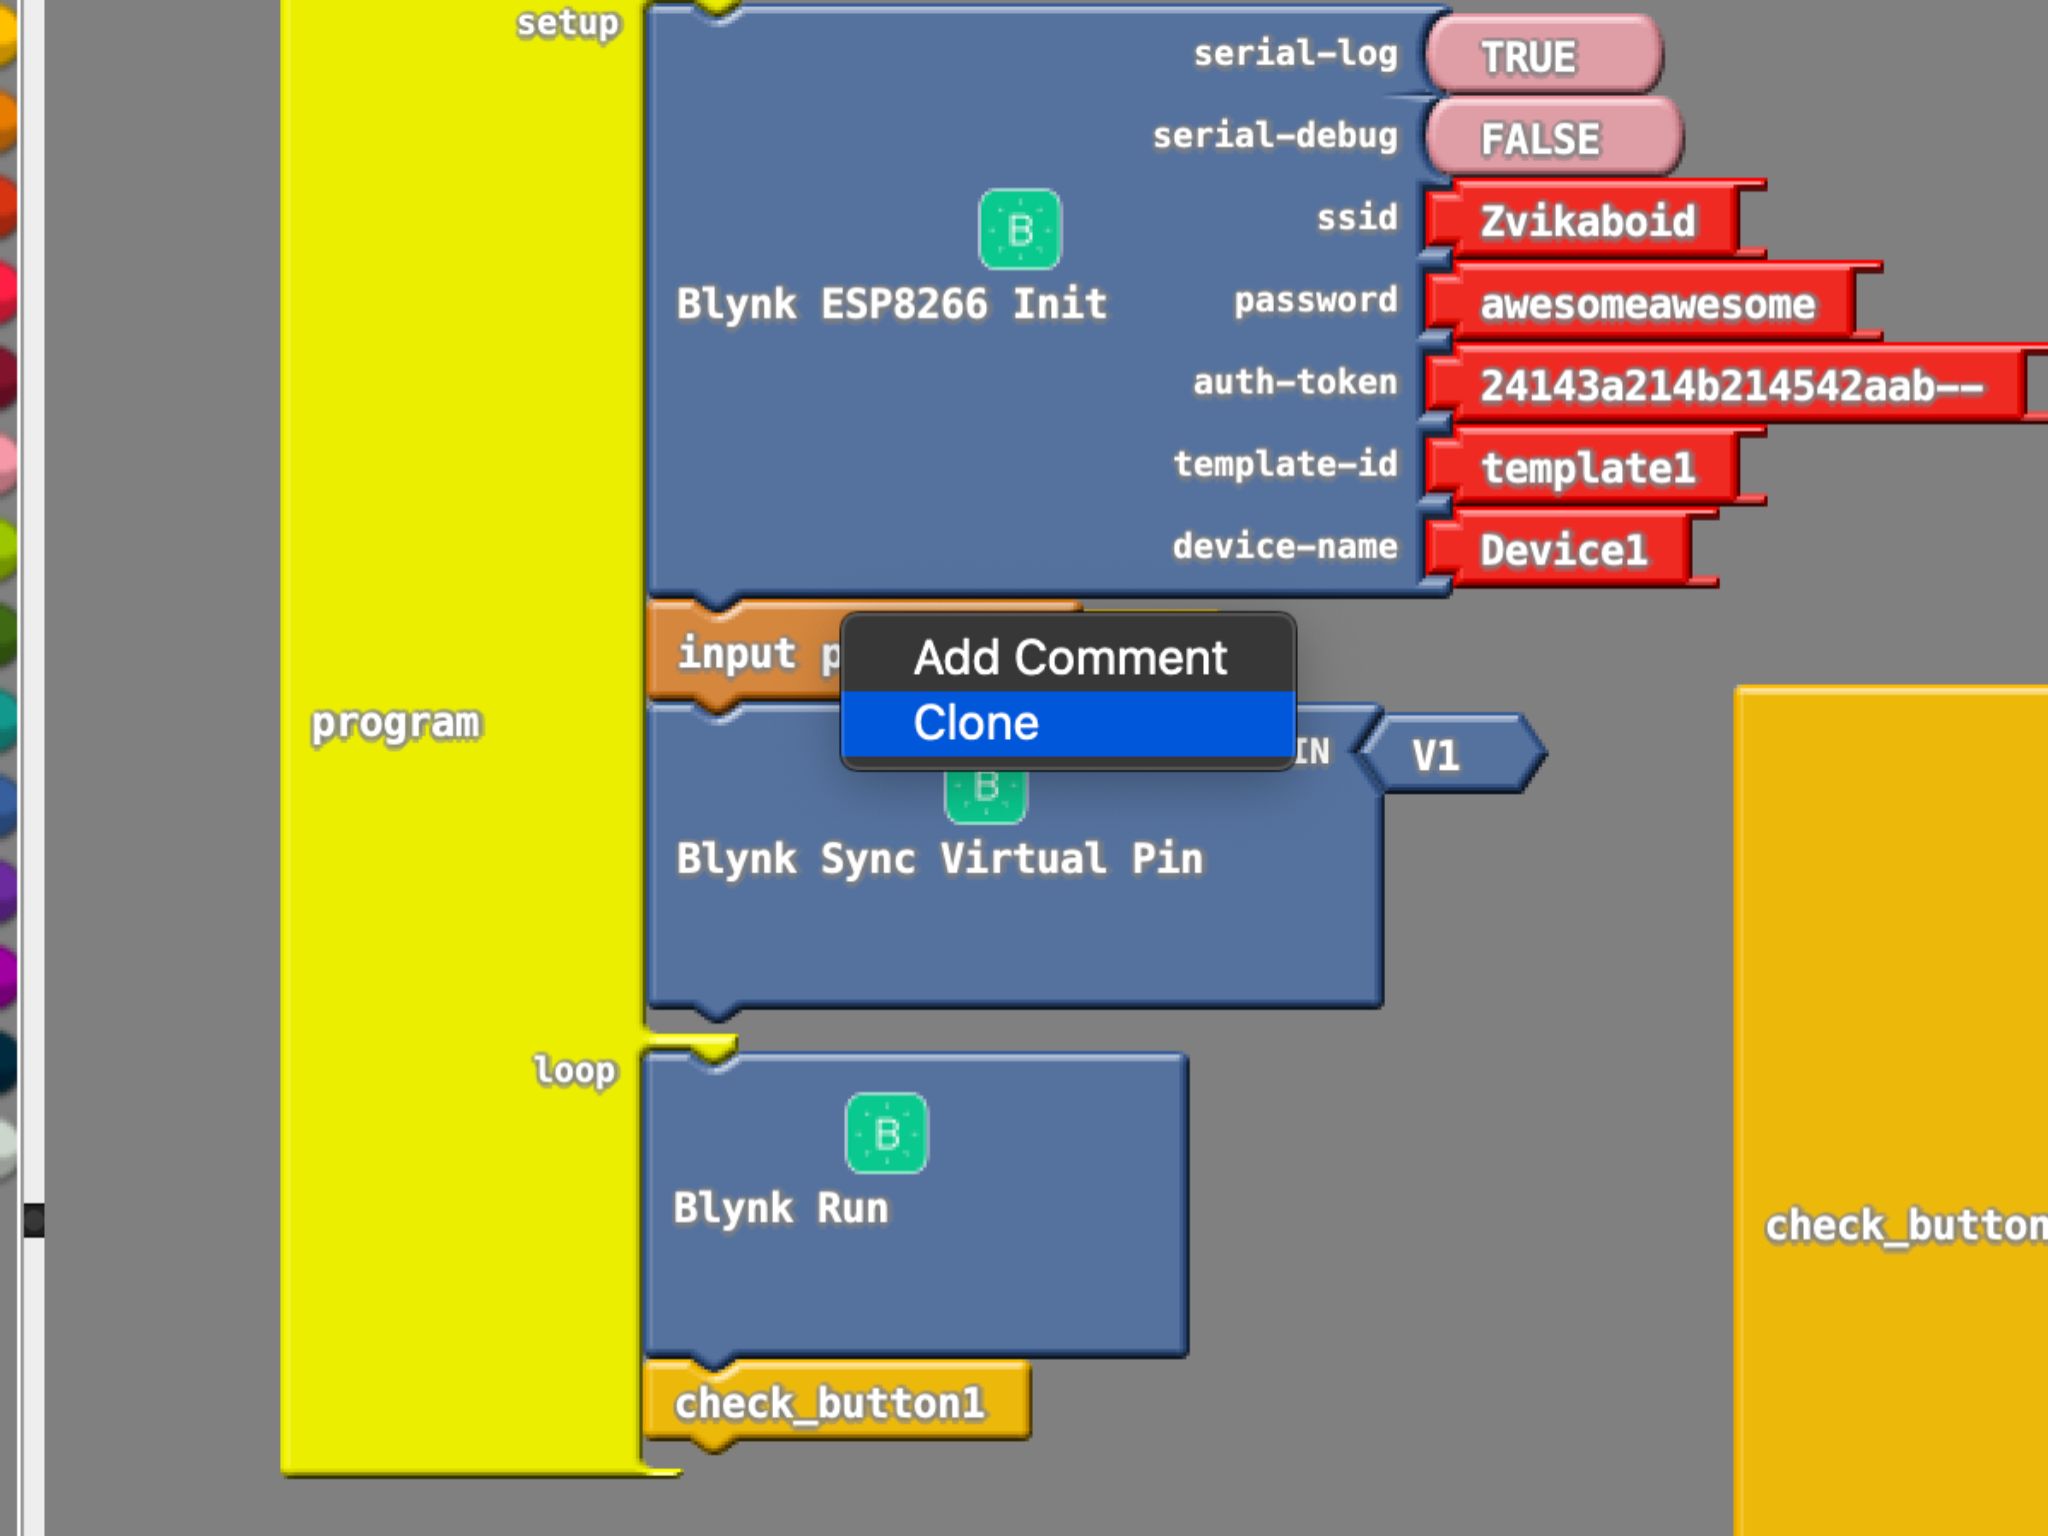 setup
serial-log TRUE
serial-debug FALSE
ssid Zvikaboid
B
Blynk ESP8266 Init
password awesomeawesome
auth-token 24143a214b214542aab--
template-id template1
device-name Device1
input
Add Comment
Clone
program
V1
B
Blynk Sync Virtual Pin
loop
B
Blynk Run
check_button
check_button1